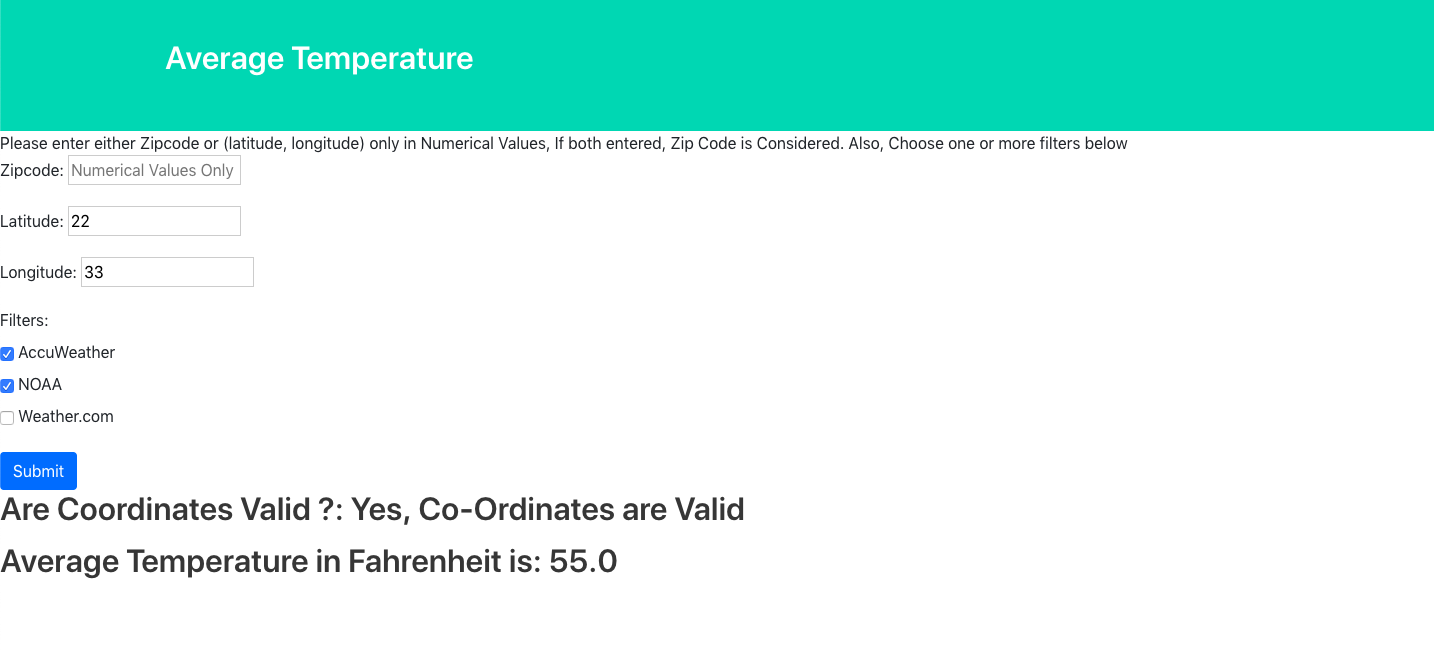 Average Temperature
Please enter either Zipcode or (latitude, longitude) only in Numerical Values, If both entered, Zip Code is Considered. Also, Choose one or more filters below
Zipcode: Numerical Values Only
Latitude: 22
Longitude: 33
Filters:
AccuWeather
NOAA
Weather.com
Submit
Are Coordinates Valid ?: Yes, Co-Ordinates are Valid
Average Temperature in Fahrenheit is: 55.0